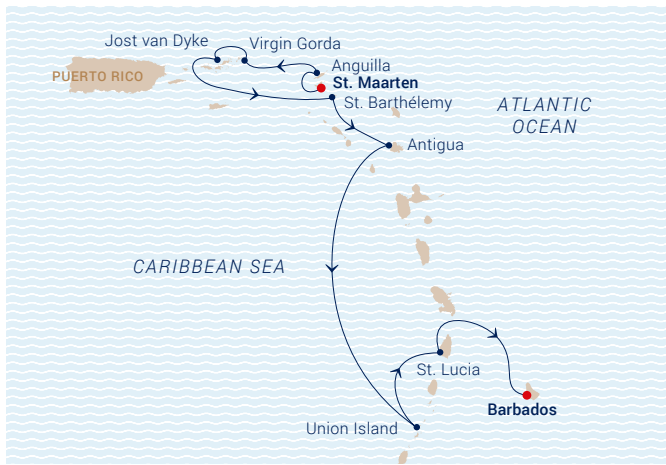 Jost van Dyke
Virgin Gorda
Anguilla
PUERTO RICO
St. Maarten
St. Barthélemy
ATLANTIC
OCEAN
Antigua
CARIBBEAN SEA
St. Lucia
Barbados
Union Island